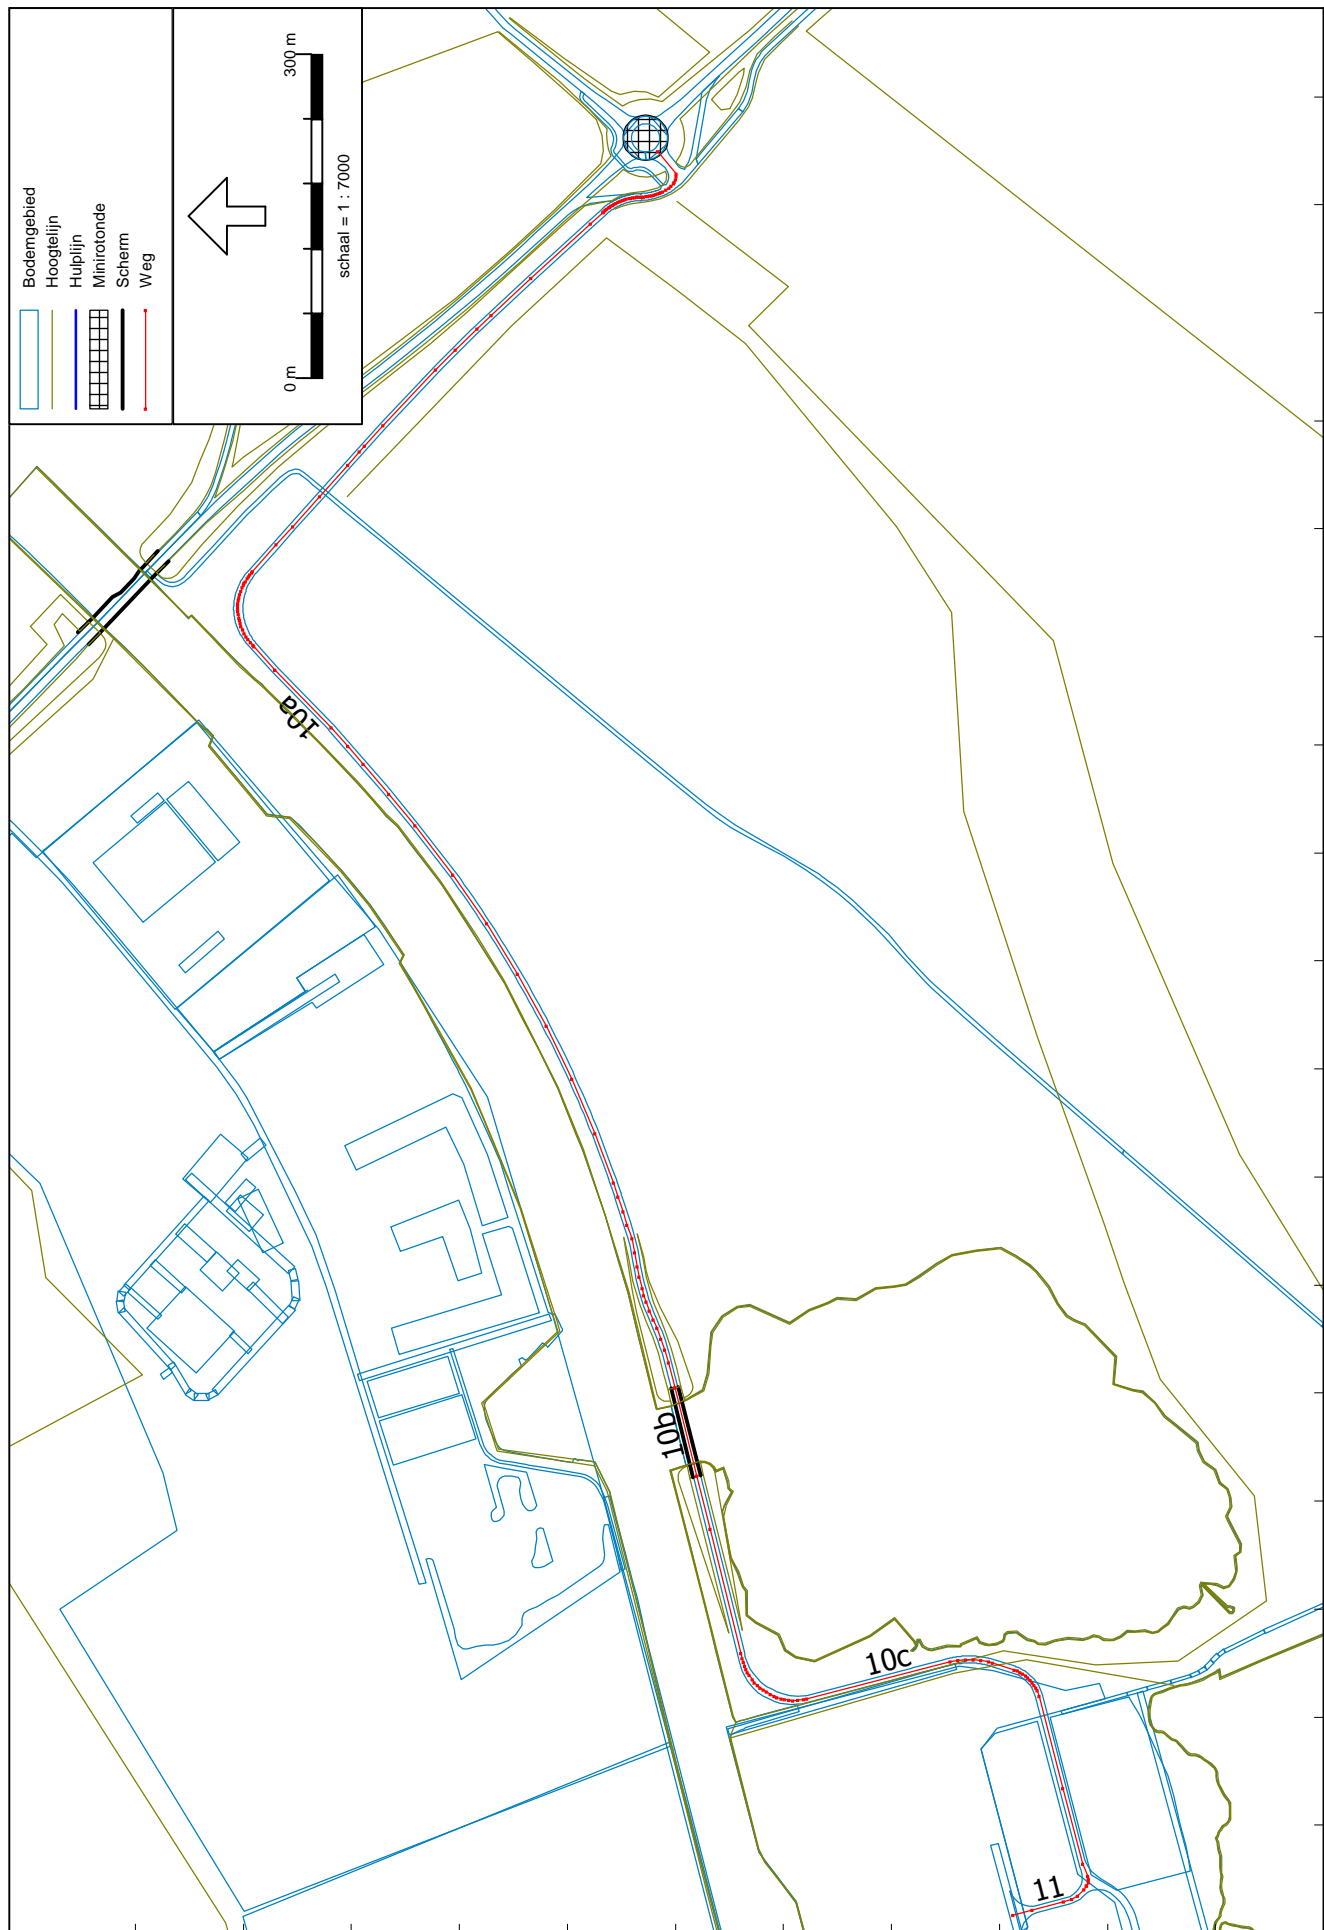 Bodemgebied
Hoogtelijn
Hulplijn
Minirotonde
Scherm
Weg
0 m
300 m
schaal = 1 : 7000
10a
10b
10c
11